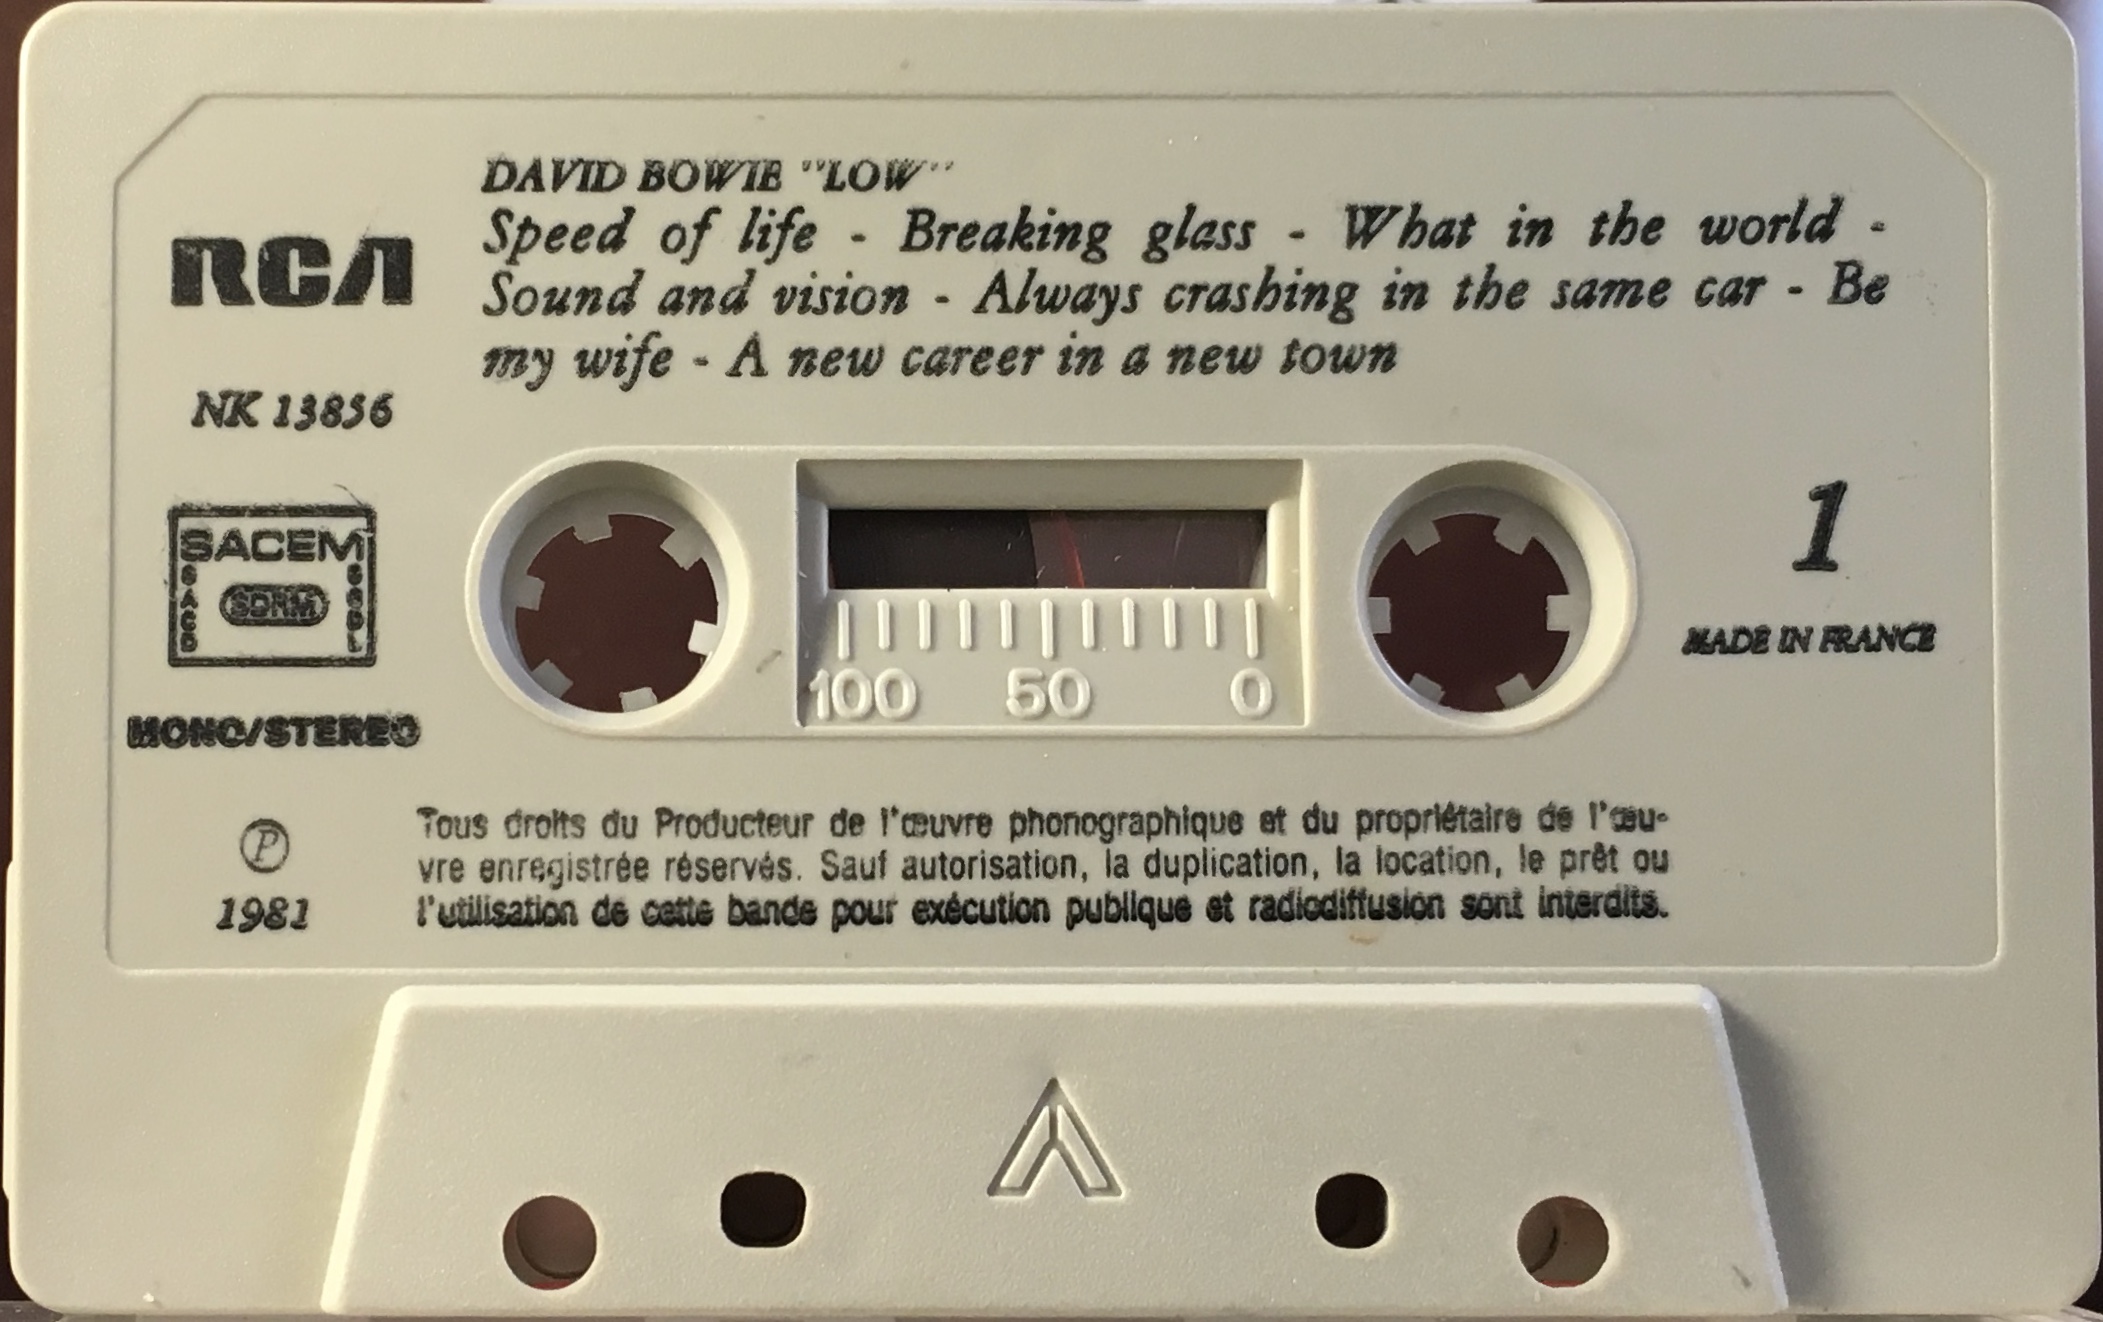 DAVID BOWIE "LOW"
Speed of life - Breaking glass - What in the world -
Sound and vision - Always crashing in the same car - Be
my wife - A new career in a new town
RCA
NK 13856
SACEM
SACD
SDRM
SGDL
MONO/STEREO
100 50 0
1
MADE IN FRANCE
Ⓟ
1981
Tous droits du Producteur de l'œuvre phonographique et du propriétaire de l'œu-
vre enregistrée réservés. Sauf autorisation, la duplication, la location, le prêt ou
l'utilisation de cette bande pour exécution publique et radiodiffusion sont interdits.